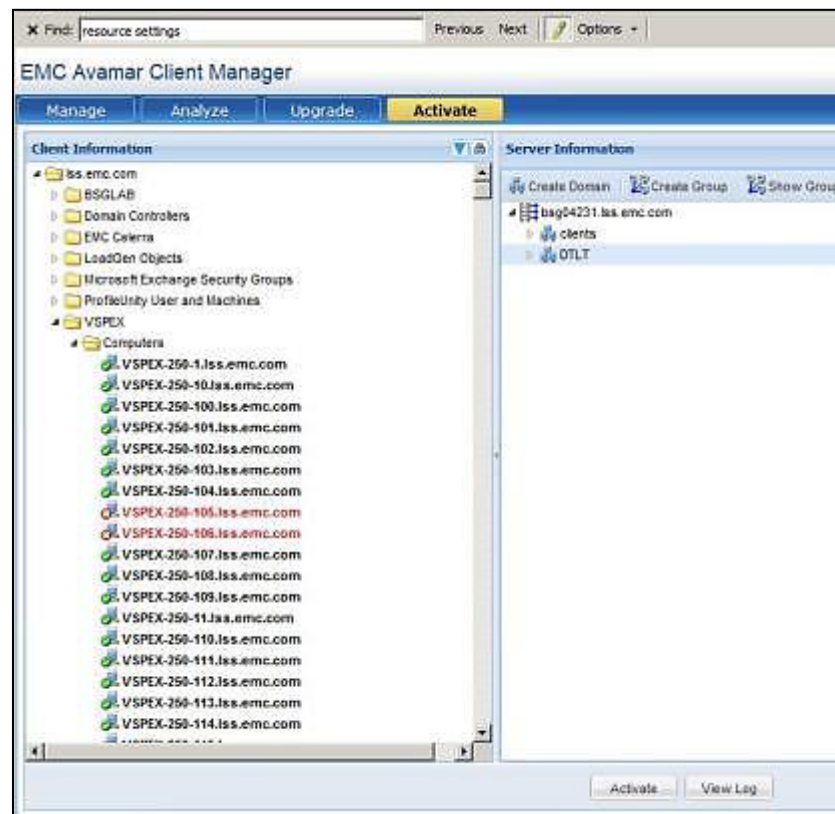 x Find: resource settings Previous Next Options
EMC Avamar Client Manager
Manage Analyze Upgrade Activate
Client Information
lss.emc.com
BSGLAB
Domain Controllers
EMC Celerra
LoadGen Objects
Microsoft Exchange Security Groups
ProfileUnity User and Machines
VSPEX
Computers
VSPEX-250-1.lss.emc.com
VSPEX-250-10.lss.emc.com
VSPEX-250-100.lss.emc.com
VSPEX-250-101.lss.emc.com
VSPEX-250-102.lss.emc.com
VSPEX-250-103.lss.emc.com
VSPEX-250-104.lss.emc.com
VSPEX-250-105.lss.emc.com
VSPEX-250-106.lss.emc.com
VSPEX-250-107.lss.emc.com
VSPEX-250-108.lss.emc.com
VSPEX-250-109.lss.emc.com
VSPEX-250-11.lss.emc.com
VSPEX-250-110.lss.emc.com
VSPEX-250-111.lss.emc.com
VSPEX-250-112.lss.emc.com
VSPEX-250-113.lss.emc.com
VSPEX-250-114.lss.emc.com
Server Information
Create Domain Create Group Show Grou
bsg04231.lss.emc.com
clients
DTLT
Activate View Log